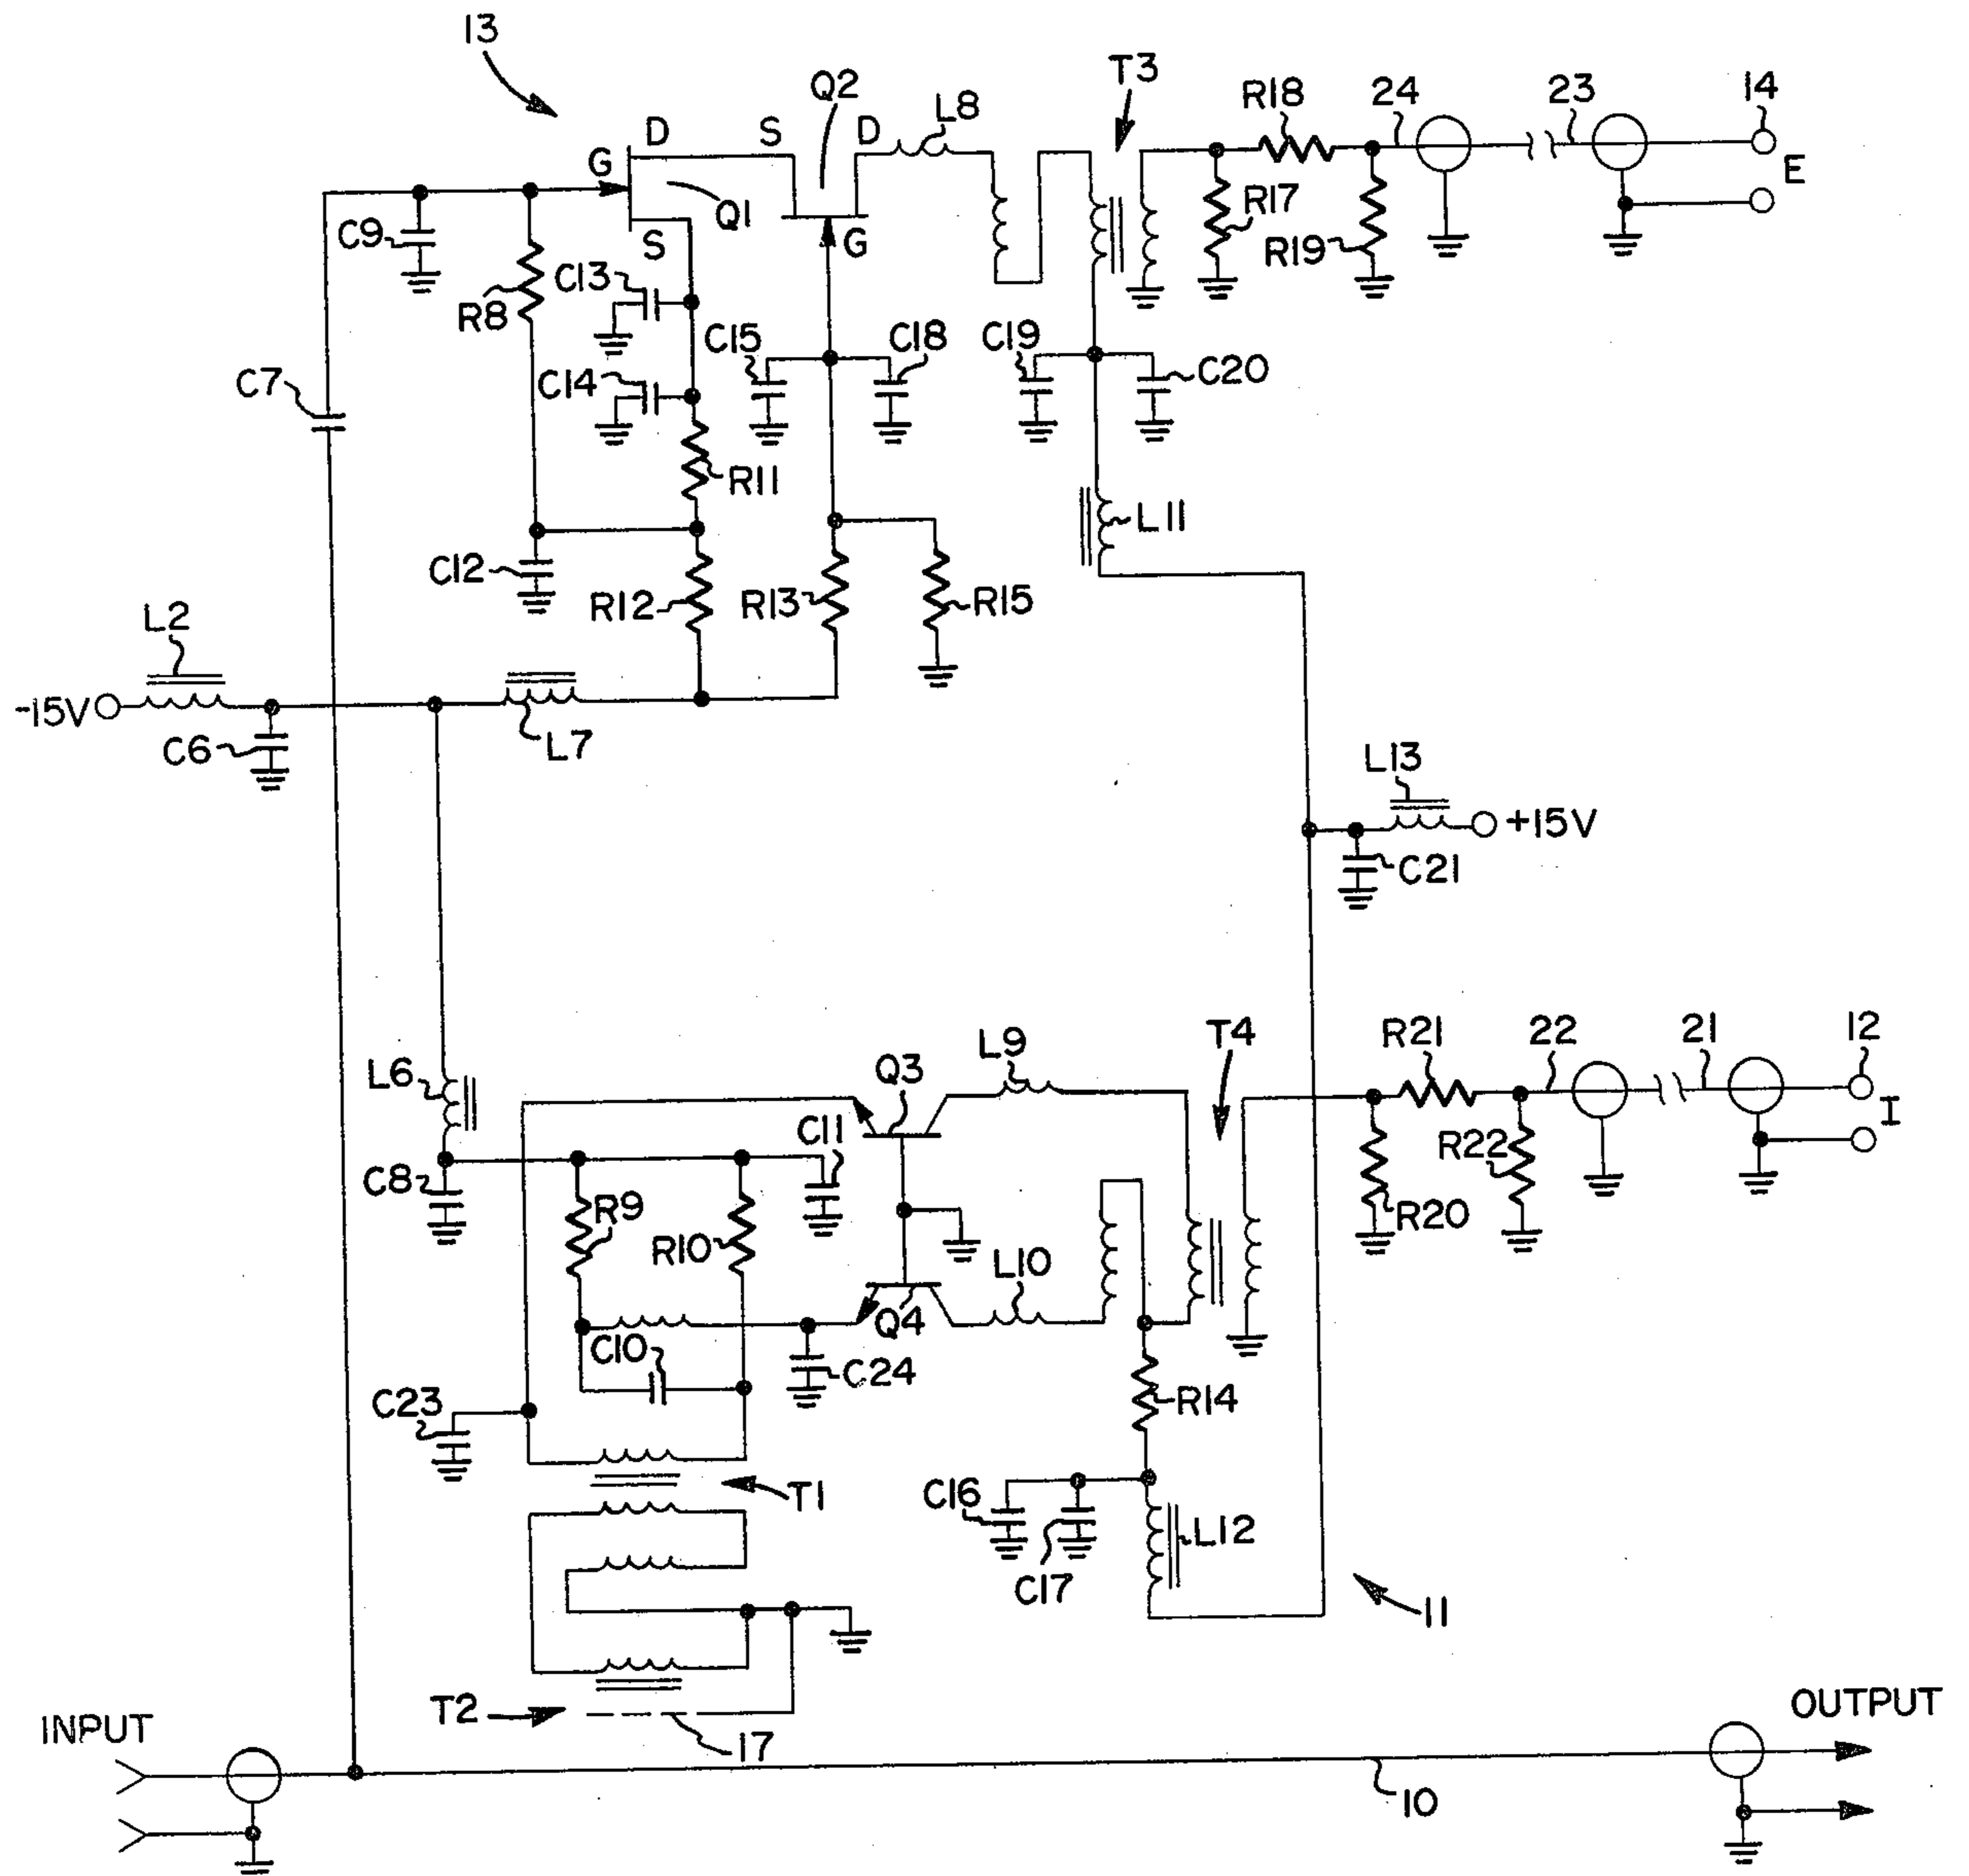 13
Q2
T3
L8
R18
24
23
14
D
S
D
G
Q1
E
C9
S
G
R17
R19
R8
C13
C15
C18
C19
C20
C7
C14
R11
L11
C12
R12
R13
R15
L2
-15V
C6
L7
L13
+15V
C21
L6
Q3
L9
T4
R21
22
21
12
C11
I
C8
R9
R10
R22
R20
L10
Q4
C10
C24
C23
R14
T1
C16
C17
L12
11
T2
17
INPUT
OUTPUT
10